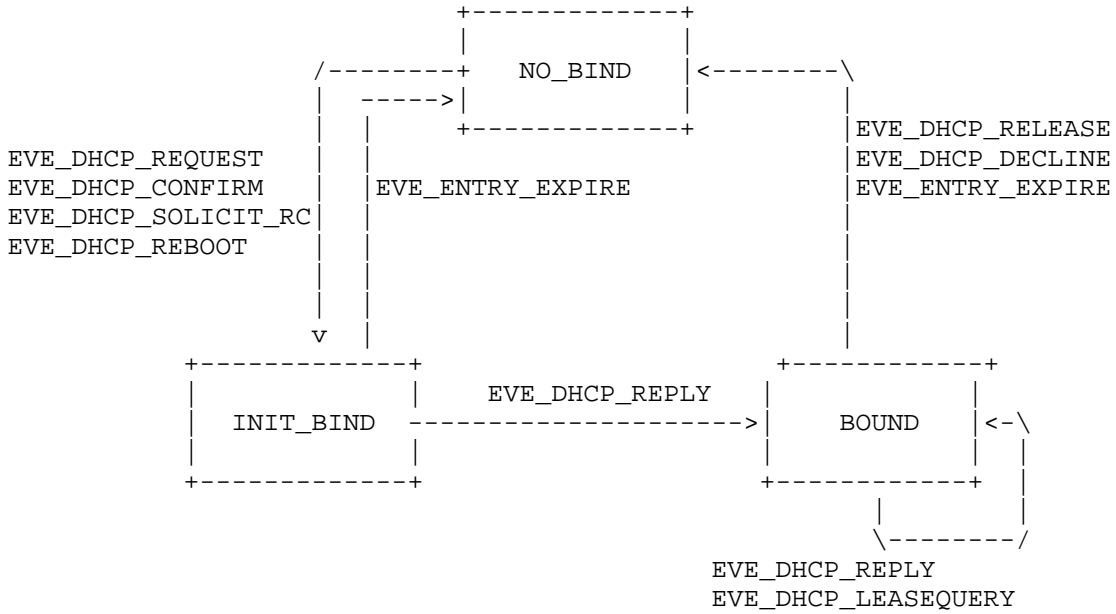 NO_BIND
EVE_DHCP_RELEASE
EVE_DHCP_REQUEST
EVE_DHCP_DECLINE
EVE_DHCP_CONFIRM
EVE_ENTRY_EXPIRE
EVE_ENTRY_EXPIRE
EVE_DHCP_SOLICIT_RC
EVE_DHCP_REBOOT
EVE_DHCP_REPLY
INIT_BIND
BOUND
EVE_DHCP_REPLY
EVE_DHCP_LEASEQUERY